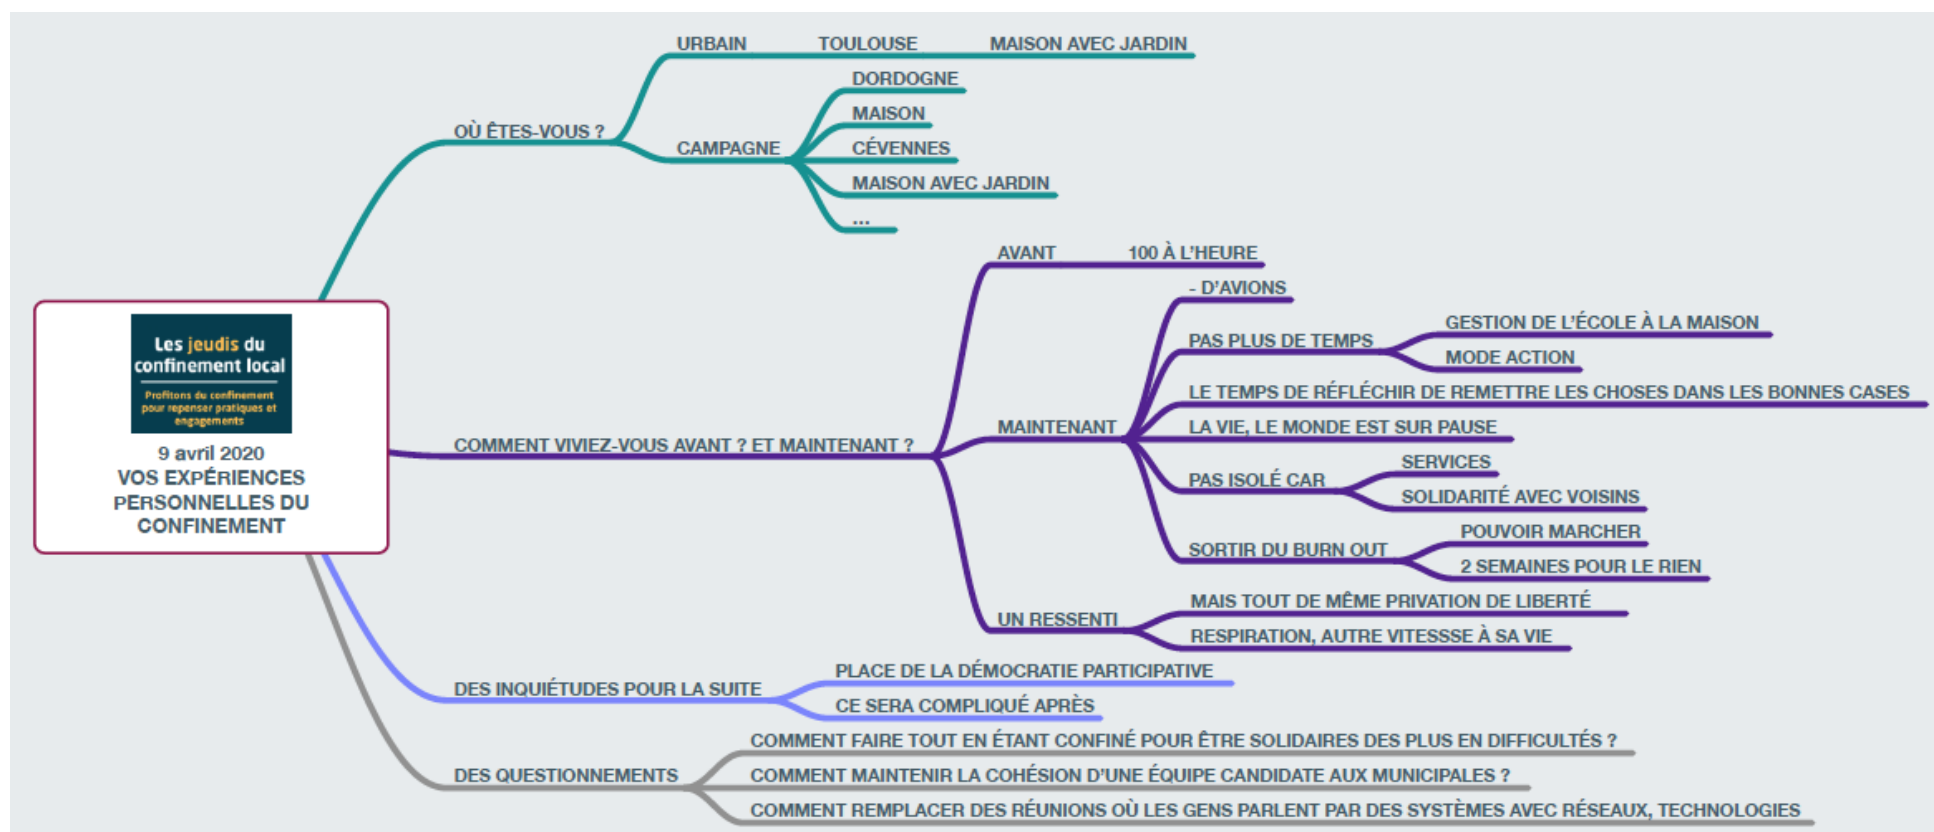 URBAIN
TOULOUSE
MAISON AVEC JARDIN
DORDOGNE
MAISON
OÙ ÊTES-VOUS ?
CAMPAGNE
CÉVENNES
MAISON AVEC JARDIN
...
AVANT
100 À L'HEURE
- D'AVIONS
PAS PLUS DE TEMPS
GESTION DE L'ÉCOLE À LA MAISON
MODE ACTION
LE TEMPS DE RÉFLÉCHIR DE REMETTRE LES CHOSES DANS LES BONNES CASES
COMMENT VIVIEZ-VOUS AVANT ? ET MAINTENANT ?
MAINTENANT
LA VIE, LE MONDE EST SUR PAUSE
PAS ISOLÉ CAR
SERVICES
SOLIDARITÉ AVEC VOISINS
SORTIR DU BURN OUT
POUVOIR MARCHER
2 SEMAINES POUR LE RIEN
UN RESSENTI
MAIS TOUT DE MÊME PRIVATION DE LIBERTÉ
RESPIRATION, AUTRE VITESSSE À SA VIE
Les jeudis du
confinement local
Profitons du confinement
pour repenser pratiques et
engagements
9 avril 2020
VOS EXPÉRIENCES
PERSONNELLES DU
CONFINEMENT
DES INQUIÉTUDES POUR LA SUITE
PLACE DE LA DÉMOCRATIE PARTICIPATIVE
CE SERA COMPLIQUÉ APRÈS
DES QUESTIONNEMENTS
COMMENT FAIRE TOUT EN ÉTANT CONFINÉ POUR ÊTRE SOLIDAIRES DES PLUS EN DIFFICULTÉS ?
COMMENT MAINTENIR LA COHÉSION D'UNE ÉQUIPE CANDIDATE AUX MUNICIPALES ?
COMMENT REMPLACER DES RÉUNIONS OÙ LES GENS PARLENT PAR DES SYSTÈMES AVEC RÉSEAUX, TECHNOLOGIES